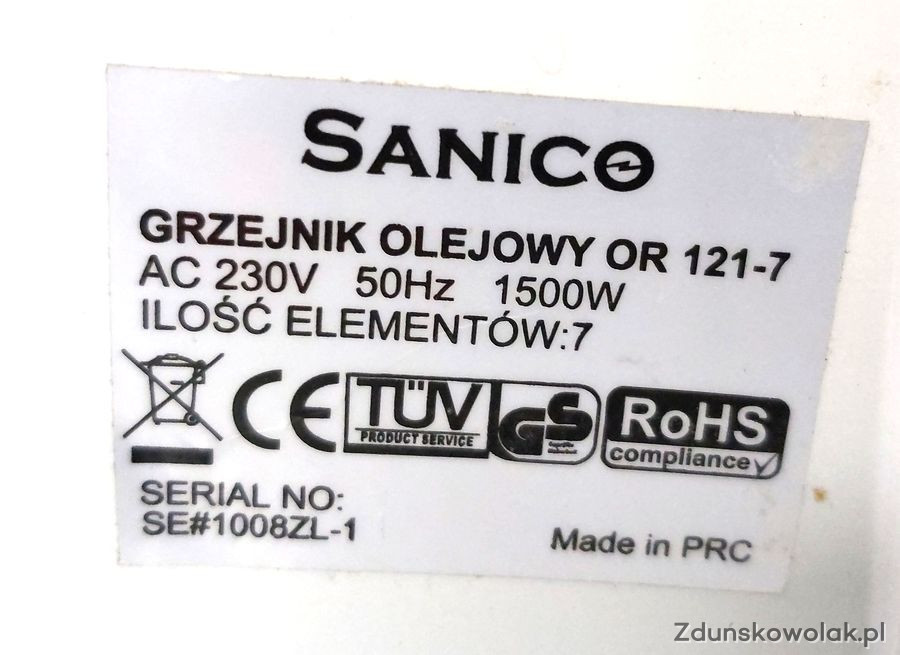 SANICO
GRZEJNIK OLEJOWY OR 121-7
AC 230V 50Hz 1500W
ILOŚĆ ELEMENTÓW:7
CE TÜV GS RoHS
PRODUCT SERVICE compliance
SERIAL NO:
SE#1008ZL-1
Made in PRC
Zdunskowolak.pl